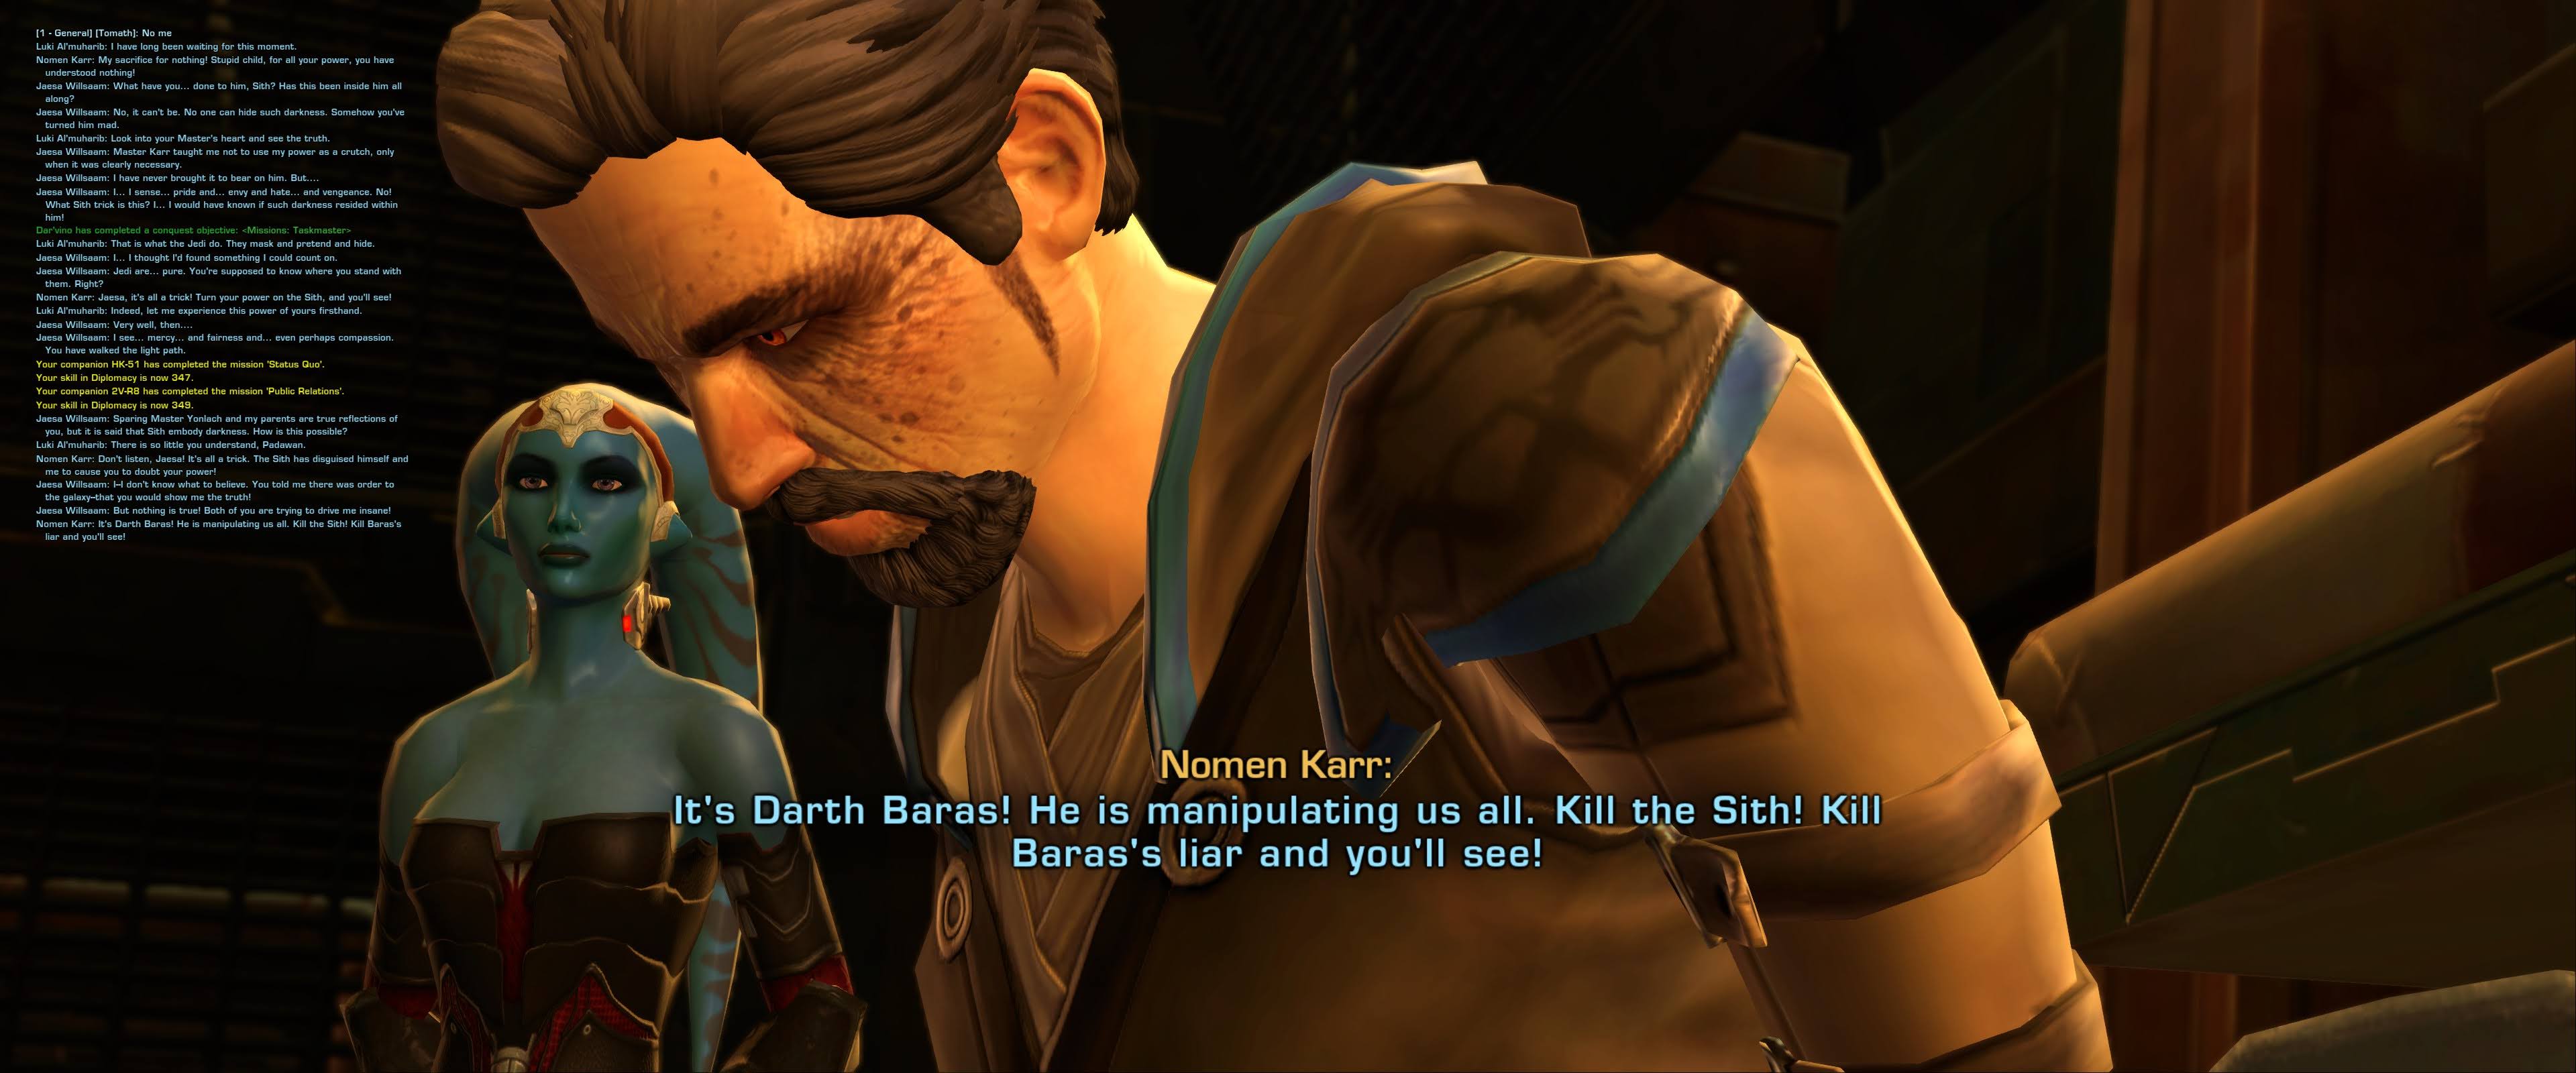 [1 - General] [Tomath]: No me
Luki Al'muharib: I have long been waiting for this moment.
Nomen Karr: My sacrifice for nothing! Stupid child, for all your power, you have
understood nothing!
Jaesa Willsaam: What have you... done to him, Sith? Has this been inside him all
along?
Jaesa Willsaam: No, it can't be. No one can hide such darkness. Somehow you've
turned him mad.
Luki Al'muharib: Look into your Master's heart and see the truth.
Jaesa Willsaam: Master Karr taught me not to use my power as a crutch, only
when it was clearly necessary.
Jaesa Willsaam: I have never brought it to bear on him. But....
Jaesa Willsaam: I... I sense... pride and... envy and hate... and vengeance. No!
What Sith trick is this? I... I would have known if such darkness resided within
him!
Dar'vino has completed a conquest objective: <Missions: Taskmaster>
Luki Al'muharib: That is what the Jedi do. They mask and pretend and hide.
Jaesa Willsaam: I... I thought I'd found something I could count on.
Jaesa Willsaam: Jedi are... pure. You're supposed to know where you stand with
them. Right?
Nomen Karr: Jaesa, it's all a trick! Turn your power on the Sith, and you'll see!
Luki Al'muharib: Indeed, let me experience this power of yours firsthand.
Jaesa Willsaam: Very well, then....
Jaesa Willsaam: I see... mercy... and fairness and... even perhaps compassion.
You have walked the light path.
Your companion HK-51 has completed the mission 'Status Quo'.
Your skill in Diplomacy is now 347.
Your companion 2V-R8 has completed the mission 'Public Relations'.
Your skill in Diplomacy is now 349.
Jaesa Willsaam: Sparing Master Yonlach and my parents are true reflections of
you, but it is said that Sith embody darkness. How is this possible?
Luki Al'muharib: There is so little you understand, Padawan.
Nomen Karr: Don't listen, Jaesa! It's all a trick. The Sith has disguised himself and
me to cause you to doubt your power!
Jaesa Willsaam: I–I don't know what to believe. You told me there was order to
the galaxy–that you would show me the truth!
Jaesa Willsaam: But nothing is true! Both of you are trying to drive me insane!
Nomen Karr: It's Darth Baras! He is manipulating us all. Kill the Sith! Kill Baras's
liar and you'll see!
Nomen Karr:
It's Darth Baras! He is manipulating us all. Kill the Sith! Kill
Baras's liar and you'll see!